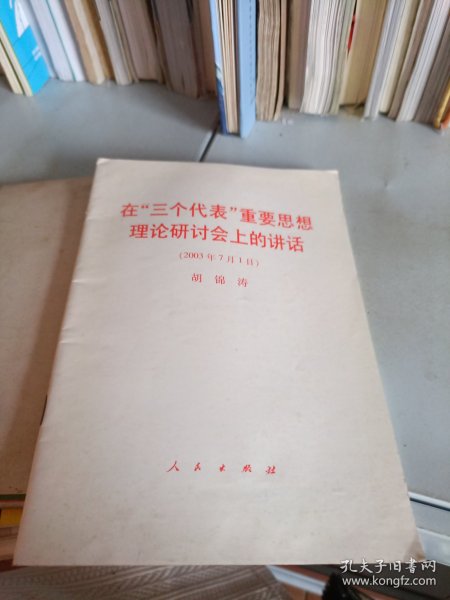 在“三个代表”重要思想
理论研讨会上的讲话
(2003年7月1日)
胡锦涛
人民出版社
孔夫子旧书网
www.kongfz.com